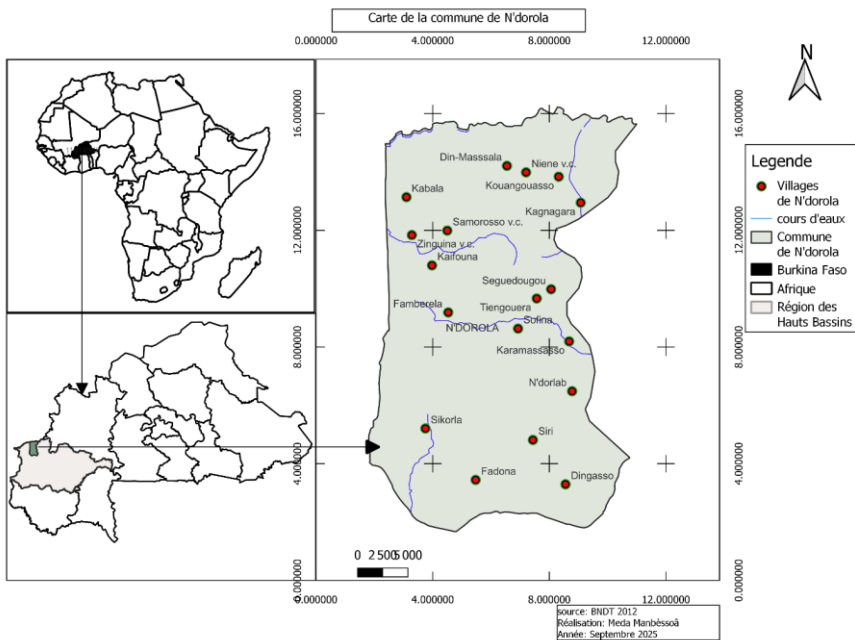 Carte de la commune de N'dorola
0.000000 4.000000 8.000000 12.000000
N
16.000000 16.000000
12.000000 12.000000
8.000000 8.000000
4.000000 4.000000
0.000000 0.000000
Din-Masssala
Niene v.c.
Kouangouasso
Kabala
Kagnagara
Samorosso v.c.
Zinguina v.c.
Kaifouna
Seguedougou
Famberela
Tiengouera
N'DOROLA
Sofina
Karamassasso
N'dorlab
Sikorla
Siri
Fadona
Dingasso
Legende
Villages
de N'dorola
cours d'eaux
Commune
de N'dorola
Burkina Faso
Afrique
Région des
Hauts Bassins
0 2 500 5 000
0.000000 4.000000 8.000000 12.000000
source: BNDT 2012
Réalisation: Meda Manbèssoâ
Année: Septembre 2025